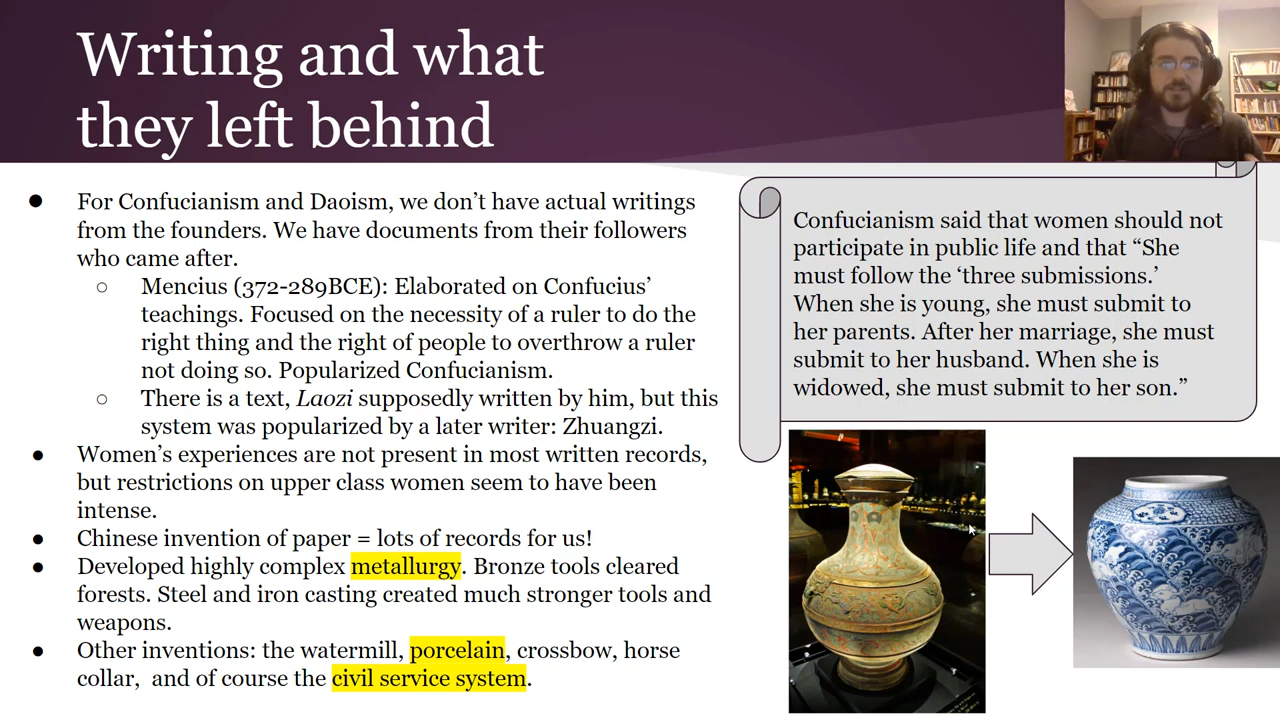 Writing and what
they left behind
● For Confucianism and Daoism, we don’t have actual writings
from the founders. We have documents from their followers
who came after.
○ Mencius (372-289BCE): Elaborated on Confucius’
teachings. Focused on the necessity of a ruler to do the
right thing and the right of people to overthrow a ruler
not doing so. Popularized Confucianism.
○ There is a text, Laozi supposedly written by him, but this
system was popularized by a later writer: Zhuangzi.
● Women’s experiences are not present in most written records,
but restrictions on upper class women seem to have been
intense.
● Chinese invention of paper = lots of records for us!
● Developed highly complex metallurgy. Bronze tools cleared
forests. Steel and iron casting created much stronger tools and
weapons.
● Other inventions: the watermill, porcelain, crossbow, horse
collar, and of course the civil service system.
Confucianism said that women should not
participate in public life and that “She
must follow the ‘three submissions.’
When she is young, she must submit to
her parents. After her marriage, she must
submit to her husband. When she is
widowed, she must submit to her son.”